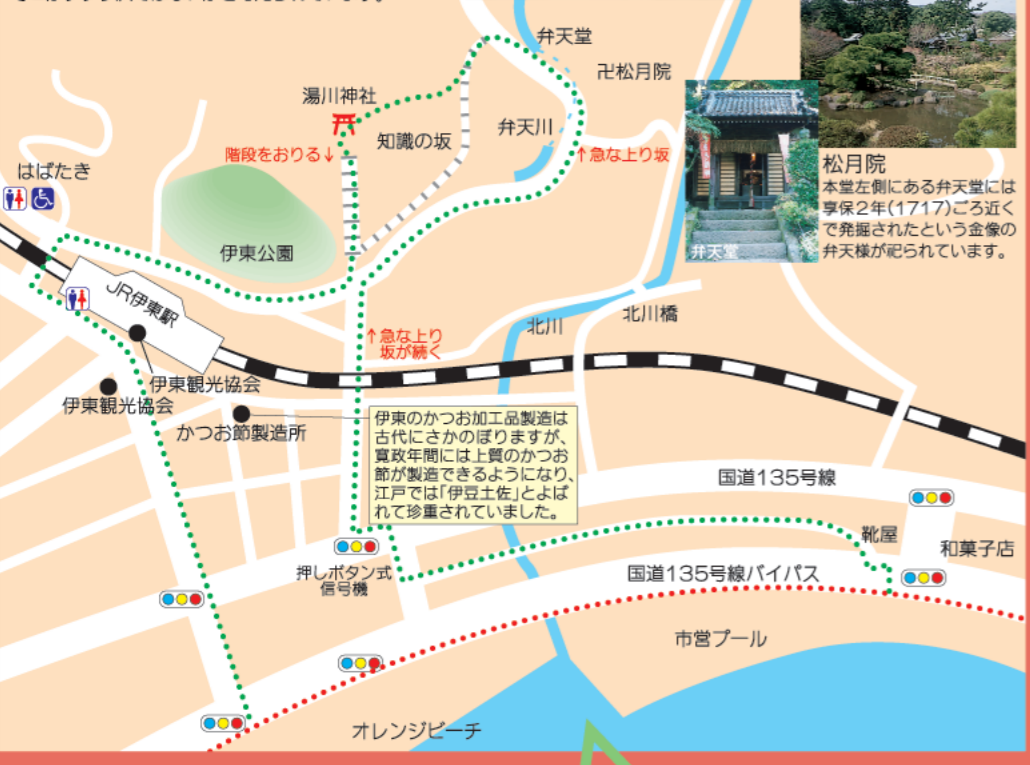 弁天堂
卍松月院
湯川神社
知識の坂
弁天川
階段をおりる↓
↑急な上り坂
はばたき
伊東公園
弁天堂
松月院
本堂左側にある弁天堂には
享保2年(1717)ごろ近く
で発掘されたという金像の
弁天様が祀られています。
JR伊東駅
北川
北川橋
↑急な上り
坂が続く
伊東観光協会
伊東観光協会
かつお節製造所
伊東のかつお加工品製造は
古代にさかのぼりますが、
寛政年間には上質のかつお
節が製造できるようになり、
江戸では「伊豆土佐」とよば
れて珍重されていました。
国道135号線
靴屋
和菓子店
押しボタン式
信号機
国道135号線バイパス
市営プール
オレンジビーチ